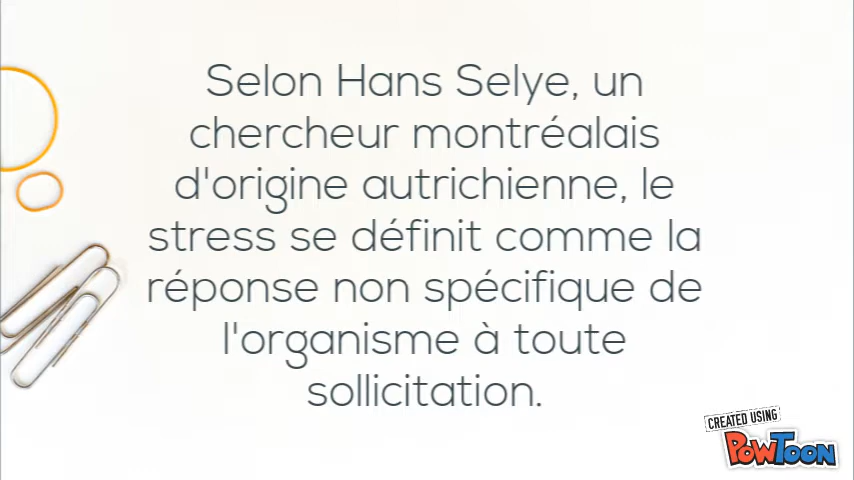 Selon Hans Selye, un
chercheur montréalais
d'origine autrichienne, le
stress se définit comme la
réponse non spécifique de
l'organisme à toute
sollicitation.
CREATED USING
POWTOON